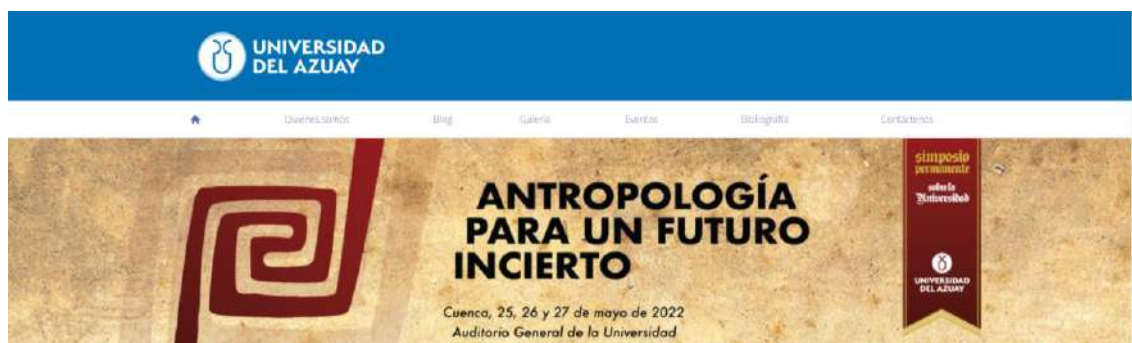 UNIVERSIDAD
DEL AZUAY
Quienes somos
Blog
Galería
Eventos
Bibliografía
Contáctenos
simposio
permanente
sobre la
Universidad
ANTROPOLOGÍA
PARA UN FUTURO
INCIERTO
UNIVERSIDAD
DEL AZUAY
Cuenca, 25, 26 y 27 de mayo de 2022
Auditorio General de la Universidad